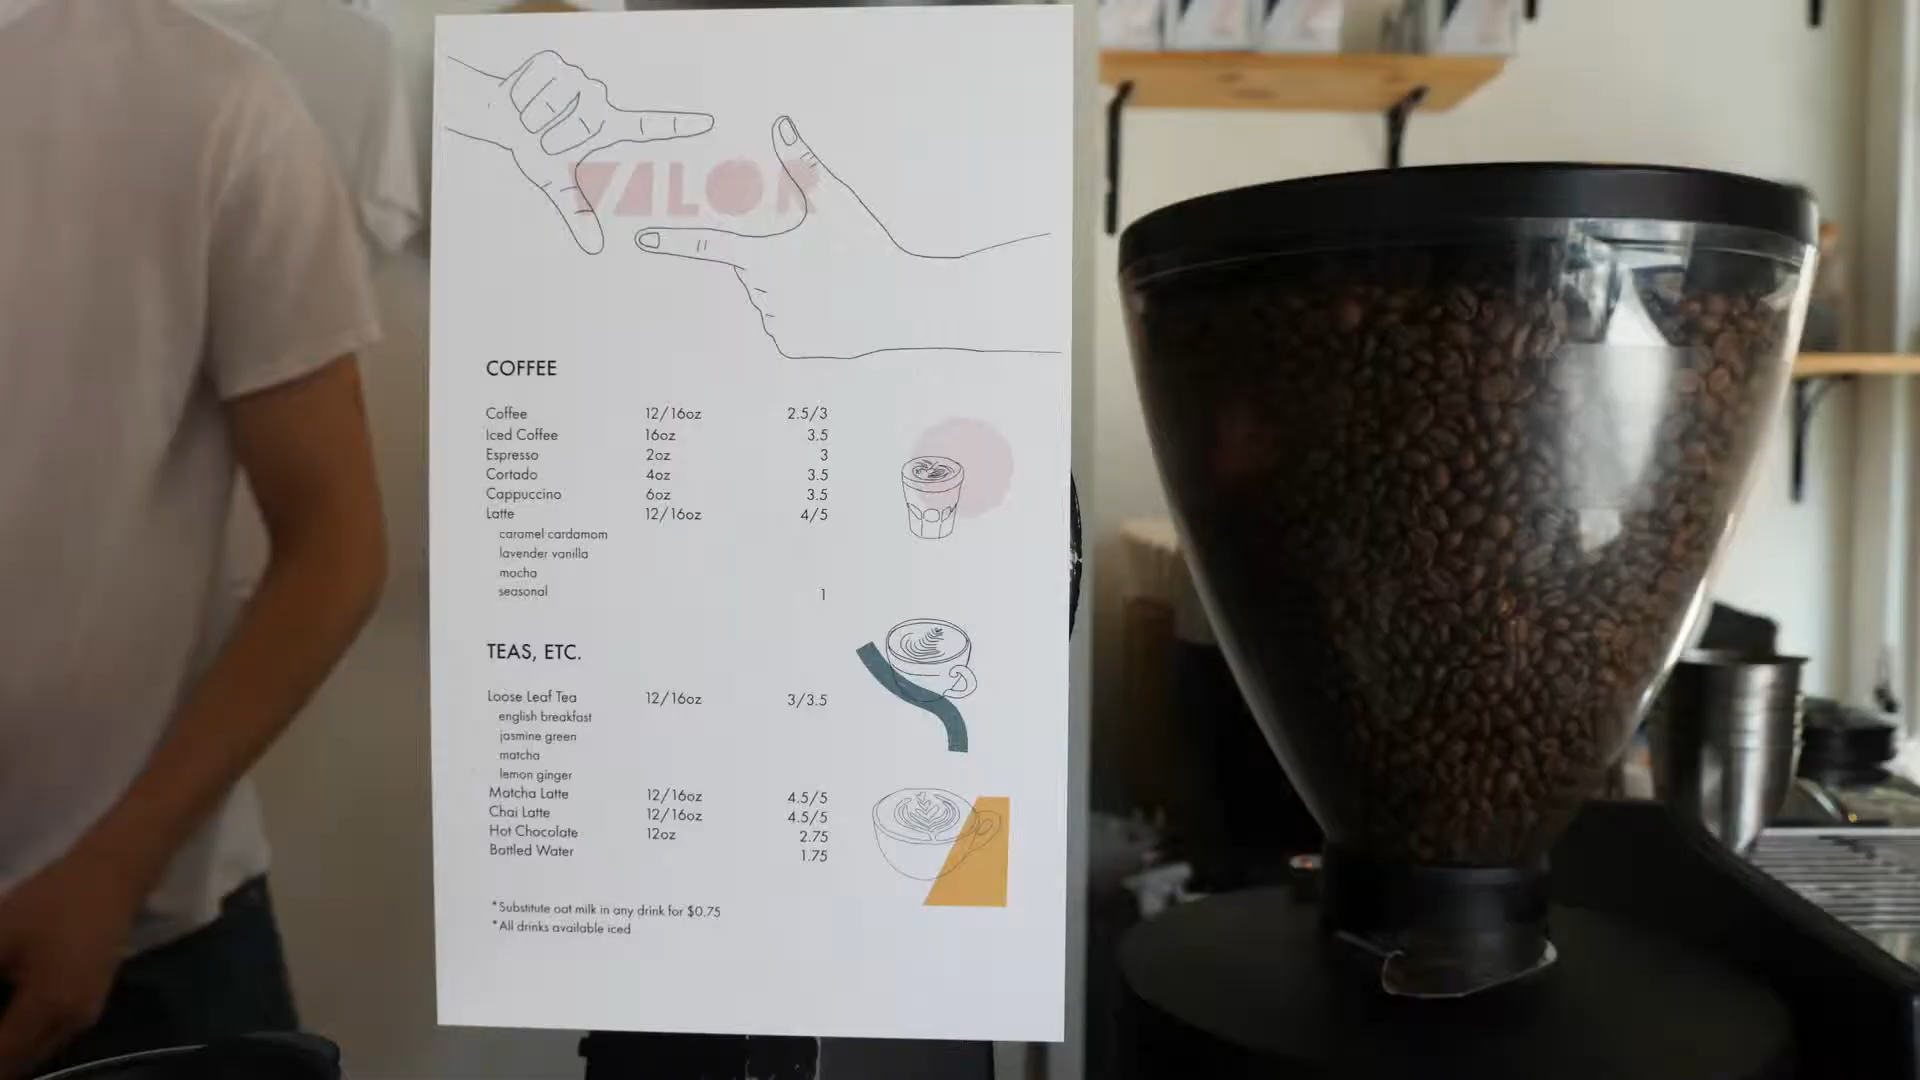 VALOR
COFFEE
Coffee 12/16oz 2.5/3
Iced Coffee 16oz 3.5
Espresso 2oz 3
Cortado 4oz 3.5
Cappuccino 6oz 3.5
Latte 12/16oz 4/5
caramel cardamom
lavender vanilla
mocha
seasonal 1
TEAS, ETC.
Loose Leaf Tea 12/16oz 3/3.5
english breakfast
jasmine green
matcha
lemon ginger
Matcha Latte 12/16oz 4.5/5
Chai Latte 12/16oz 4.5/5
Hot Chocolate 12oz 2.75
Bottled Water 1.75
*Substitute oat milk in any drink for $0.75
*All drinks available iced